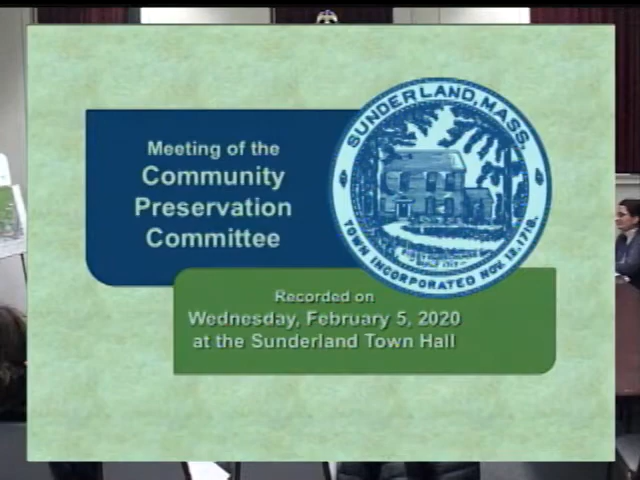 Meeting of the
Community
Preservation
Committee
SUNDERLAND, MASS.
TOWN INCORPORATED NOV. 12, 1718.
Recorded on
Wednesday, February 5, 2020
at the Sunderland Town Hall